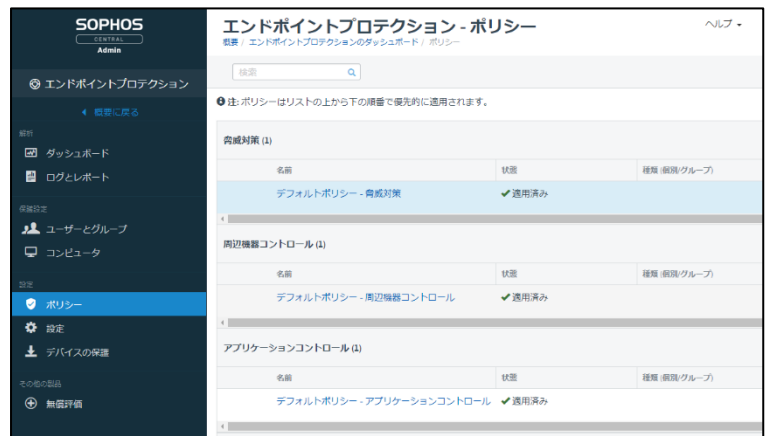 SOPHOS
CENTRAL
Admin
エンドポイントプロテクション
概要に戻る
解析
ダッシュボード
ログとレポート
保護設定
ユーザーとグループ
コンピュータ
設定
ポリシー
設定
デバイスの保護
その他の製品
無償評価
エンドポイントプロテクション - ポリシー
ヘルプ
概要 / エンドポイントプロテクションのダッシュボード / ポリシー
検索
注: ポリシーはリストの上から下の順番で優先的に適用されます。
脅威対策 (1)
名前 状態 種類 (個別/グループ)
デフォルトポリシー - 脅威対策 適用済み
周辺機器コントロール (1)
名前 状態 種類 (個別/グループ)
デフォルトポリシー - 周辺機器コントロール 適用済み
アプリケーションコントロール (1)
名前 状態 種類 (個別/グループ)
デフォルトポリシー - アプリケーションコントロール 適用済み